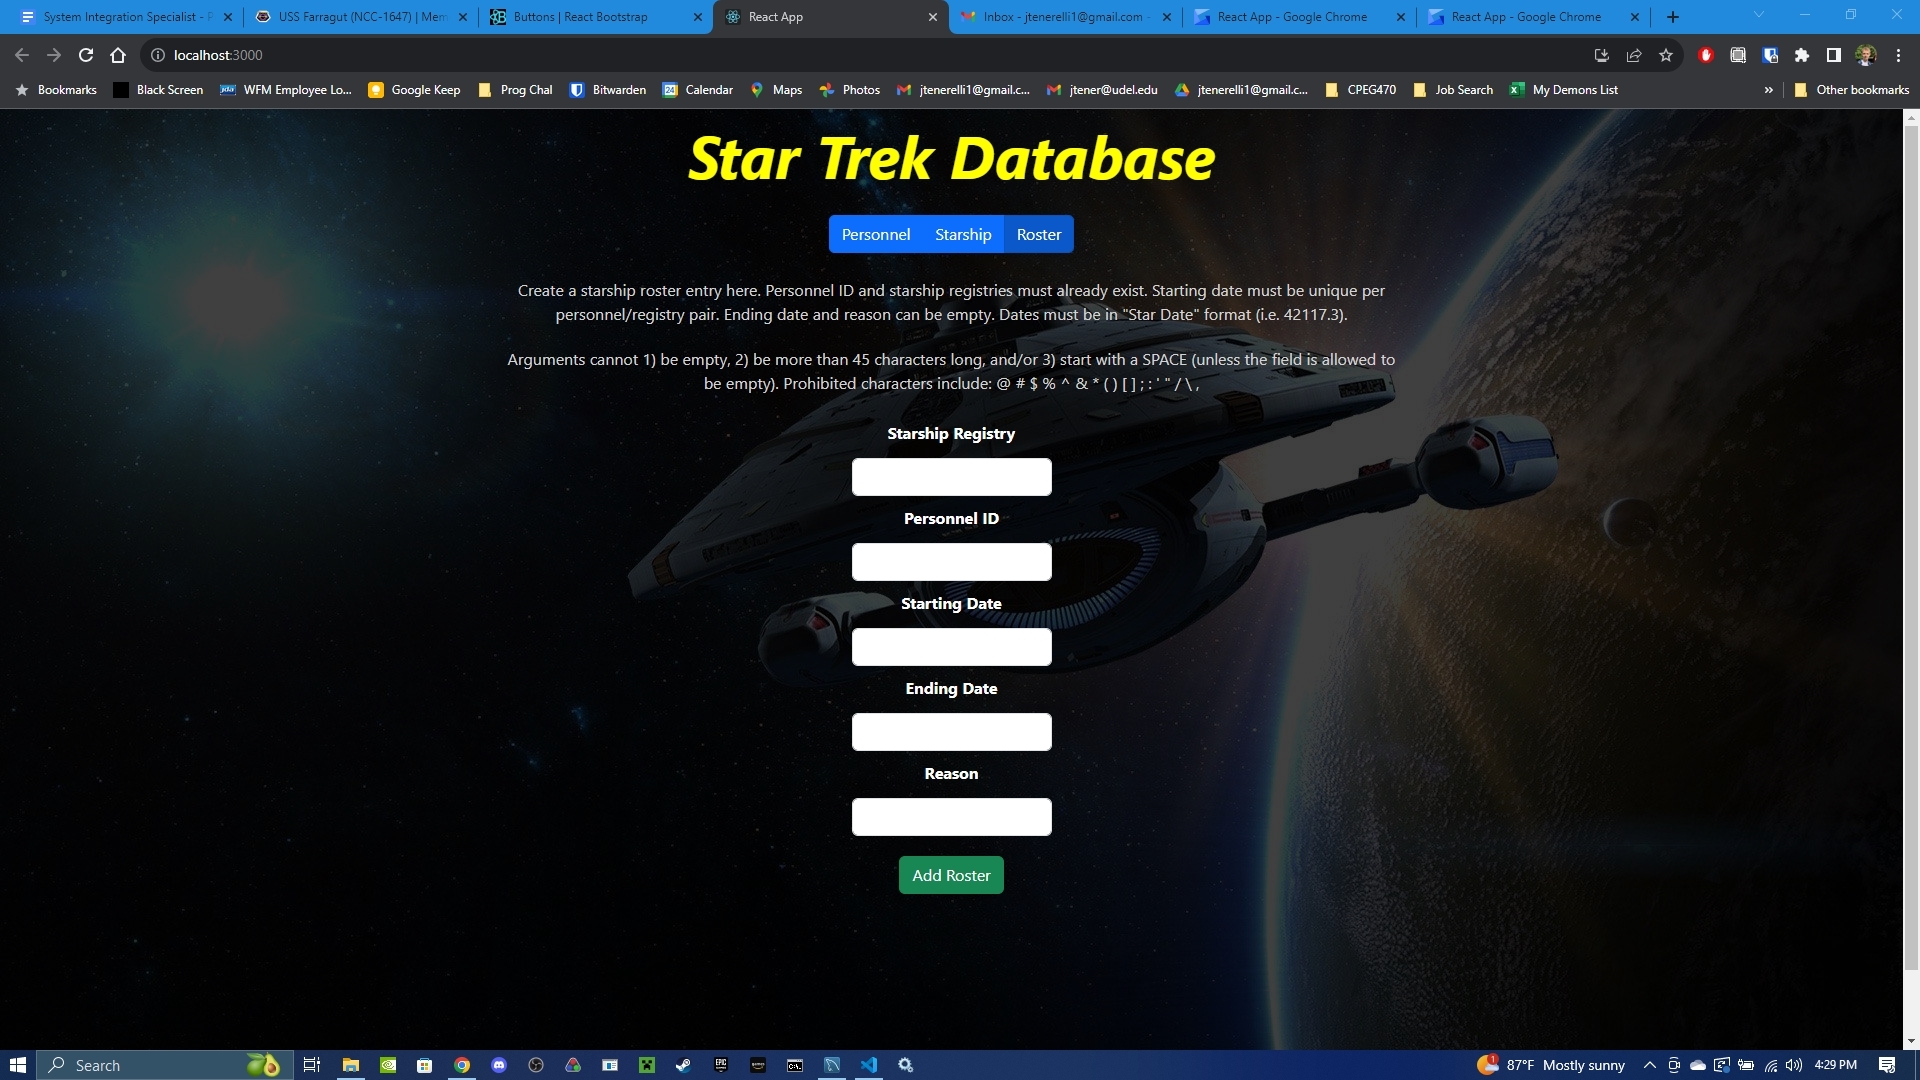 System Integration Specialist -
USS Farragut (NCC-1647) | Mem
Buttons | React Bootstrap
React App
Inbox - jtenerelli1@gmail.com -
React App - Google Chrome
React App - Google Chrome
localhost:3000
Bookmarks
Black Screen
WFM Employee Lo...
Google Keep
Prog Chal
Bitwarden
24
Calendar
Maps
Photos
jtenerelli1@gmail.c...
jtener@udel.edu
jtenerelli1@gmail.c...
CPEG470
Job Search
My Demons List
»
Other bookmarks
Star Trek Database
Personnel
Starship
Roster
Create a starship roster entry here. Personnel ID and starship registries must already exist. Starting date must be unique per
personnel/registry pair. Ending date and reason can be empty. Dates must be in "Star Date" format (i.e. 42117.3).
Arguments cannot 1) be empty, 2) be more than 45 characters long, and/or 3) start with a SPACE (unless the field is allowed to
be empty). Prohibited characters include: @ # $ % ^ & * ( ) [ ] ; : ' " / \ ,
Starship Registry
Personnel ID
Starting Date
Ending Date
Reason
Add Roster
Search
1
87°F Mostly sunny
4:29 PM